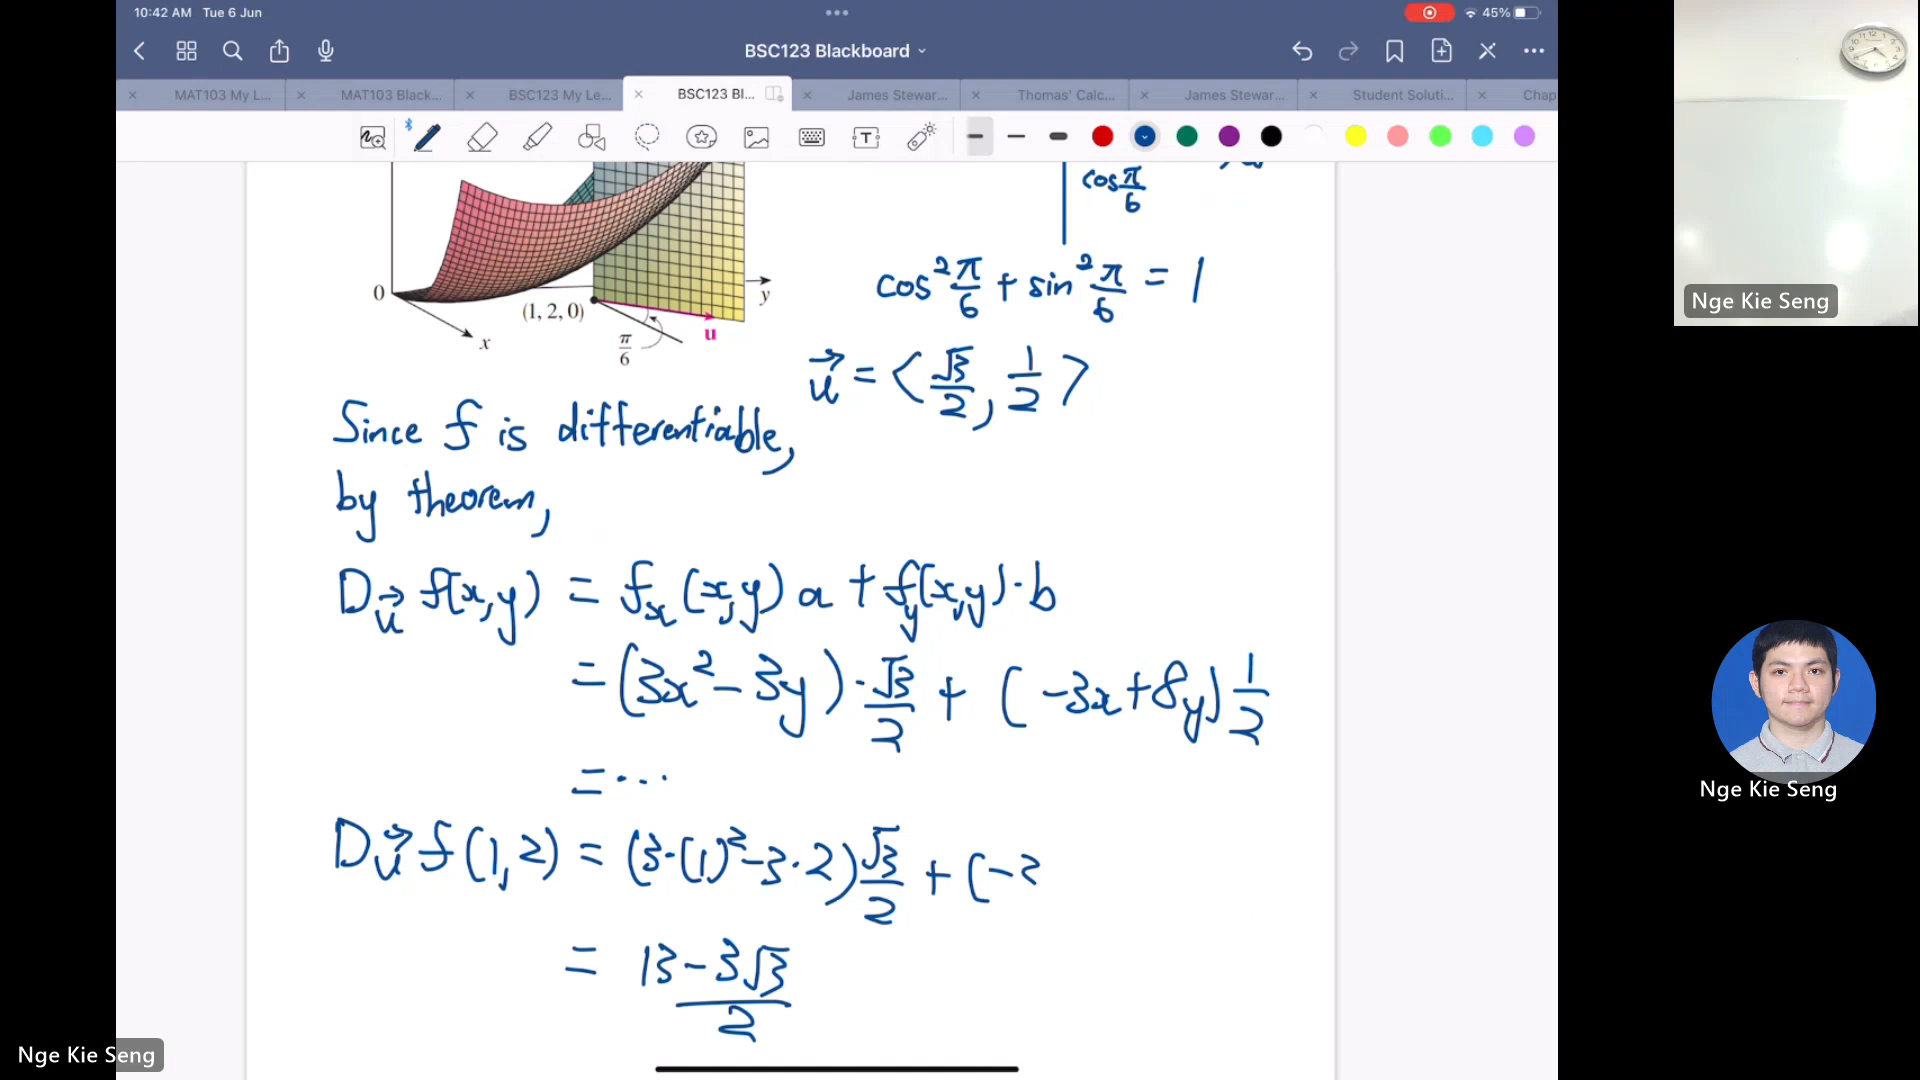 10:42 AM Tue 6 Jun
45%
BSC123 Blackboard
MAT103 My L...
MAT103 Black...
BSC123 My Le...
BSC123 Bl...
James Stewar...
Thomas' Calc...
James Stewar...
Student Soluti...
Chap
cos π/6
0
(1, 2, 0)
x
y
π/6
u
cos² π/6 + sin² π/6 = 1
u⃗ = ⟨√3/2, 1/2⟩
Since f is differentiable,
by theorem,
D_u⃗ f(x,y) = f_x (x,y) a + f_y(x,y) · b
= (3x² - 3y) · √3/2 + (-3x + 8y) 1/2
= ...
D_u⃗ f(1,2) = (3·(1)² - 3·2) √3/2 + (-3
= 13 - 3√3 / 2
Nge Kie Seng
Nge Kie Seng
Nge Kie Seng